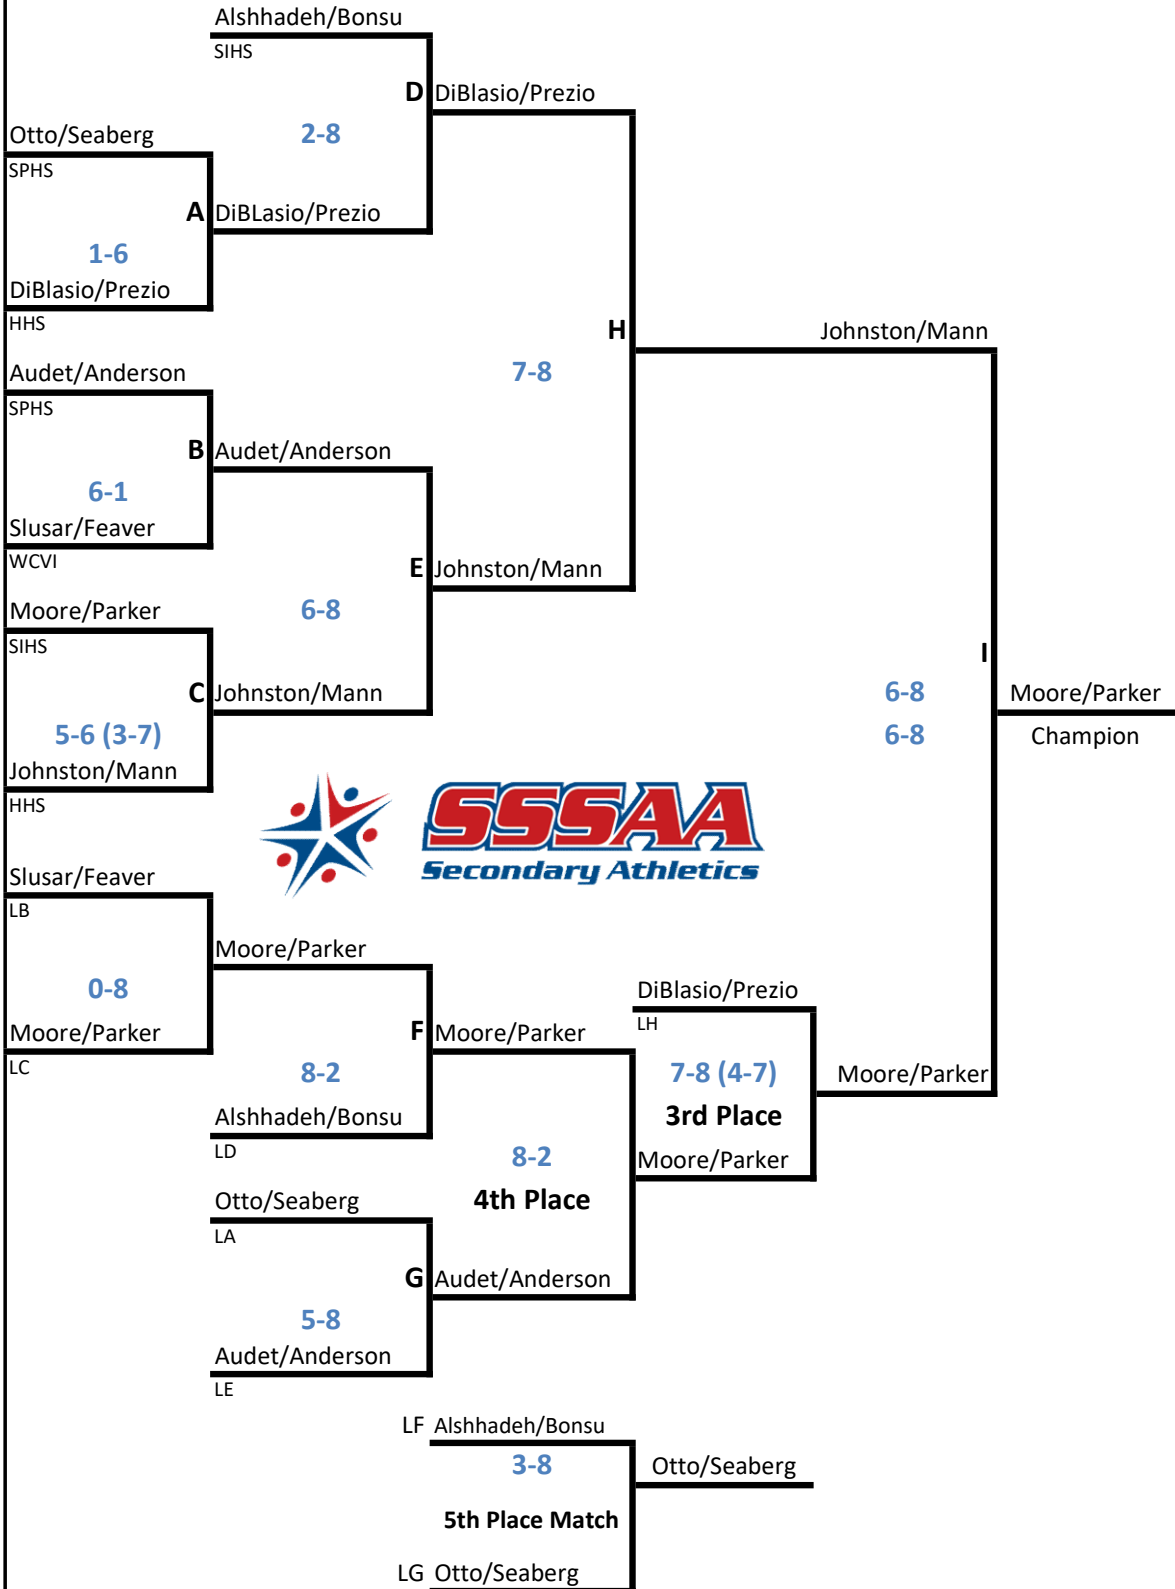 Alshhadeh/Bonsu
SIHS
D DiBlasio/Prezio
2-8
Otto/Seaberg
SPHS
A DiBLasio/Prezio
1-6
DiBlasio/Prezio
HHS
H Johnston/Mann
7-8
Audet/Anderson
SPHS
B Audet/Anderson
6-1
Slusar/Feaver
WCVI
E Johnston/Mann
6-8
Moore/Parker
SIHS
C Johnston/Mann
5-6 (3-7)
Johnston/Mann
HHS
I
6-8
6-8
Moore/Parker
Champion
SSSAA
Secondary Athletics
Slusar/Feaver
LB
Moore/Parker
0-8
Moore/Parker
LC
F Moore/Parker
8-2
Alshhadeh/Bonsu
LD
DiBlasio/Prezio
LH
7-8 (4-7)
3rd Place
Moore/Parker
Moore/Parker
8-2
4th Place
Otto/Seaberg
LA
G Audet/Anderson
5-8
Audet/Anderson
LE
LF Alshhadeh/Bonsu
3-8
Otto/Seaberg
5th Place Match
LG Otto/Seaberg